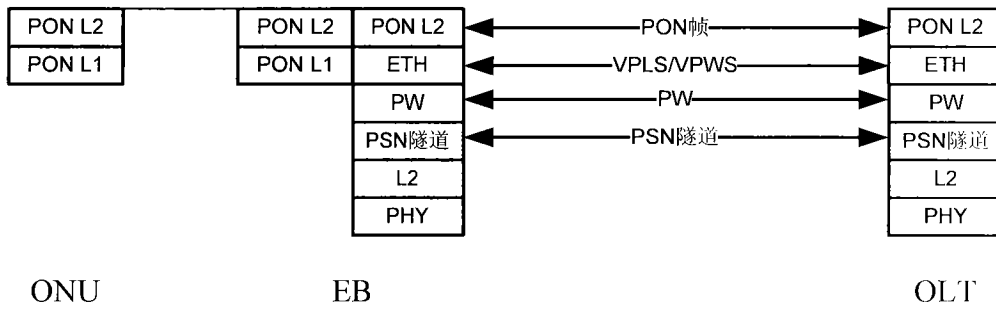 PON L2 PON L2 PON L2 PON帧 PON L2
PON L1 PON L1 ETH VPLS/VPWS ETH
PW PW PW
PSN隧道 PSN隧道 PSN隧道
L2 L2
PHY PHY
ONU EB OLT